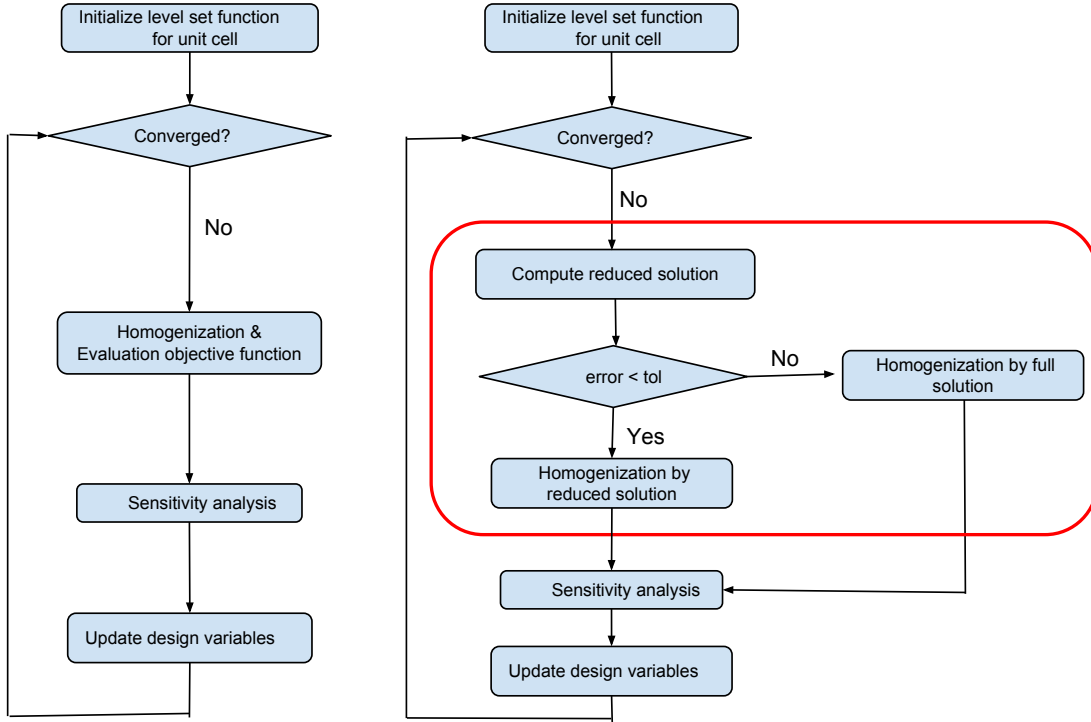 Initialize level set function
for unit cell
Converged?
No
Homogenization &
Evaluation objective function
Sensitivity analysis
Update design variables
Initialize level set function
for unit cell
Converged?
No
Compute reduced solution
error < tol
No
Homogenization by full
solution
Yes
Homogenization by
reduced solution
Sensitivity analysis
Update design variables